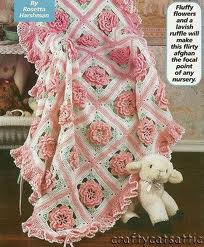 By
Rosetta
Harshman
Fluffy
flowers
and a
lavish
ruffle will
make
this flirty
afghan
the focal
point
of any
nursery.
craftycatsattic